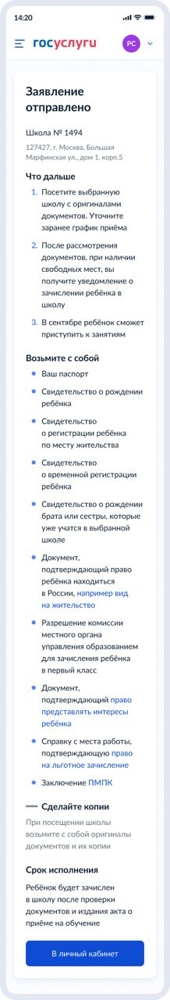 14:20
госуслуги
РС
Заявление
отправлено
Школа № 1494
127427, г. Москва, Большая
Марфинская ул., дом 1, корп.5
Что дальше
1. Посетите выбранную
школу с оригиналами
документов. Уточните
заранее график приёма
2. После рассмотрения
документов, при наличии
свободных мест, вы
получите уведомление о
зачислении ребёнка в
школу
3. В сентябре ребёнок сможет
приступить к занятиям
Возьмите с собой
Ваш паспорт
Свидетельство о рождении
ребёнка
Свидетельство
о регистрации ребёнка
по месту жительства
Свидетельство
о временной регистрации
ребёнка
Свидетельство о рождении
брата или сестры, которые
уже учатся в выбранной
школе
Документ,
подтверждающий право
ребёнка находиться
в России, например вид
на жительство
Разрешение комиссии
местного органа
управления образованием
для зачисления ребёнка
в первый класс
Документ,
подтверждающий право
представлять интересы
ребёнка
Справку с места работы,
подтверждающую право
на льготное зачисление
Заключение ПМПК
Сделайте копии
При посещении школы
возьмите с собой оригиналы
документов и их копии
Срок исполнения
Ребёнок будет зачислен
в школу после проверки
документов и издания акта о
приёме на обучение
В личный кабинет